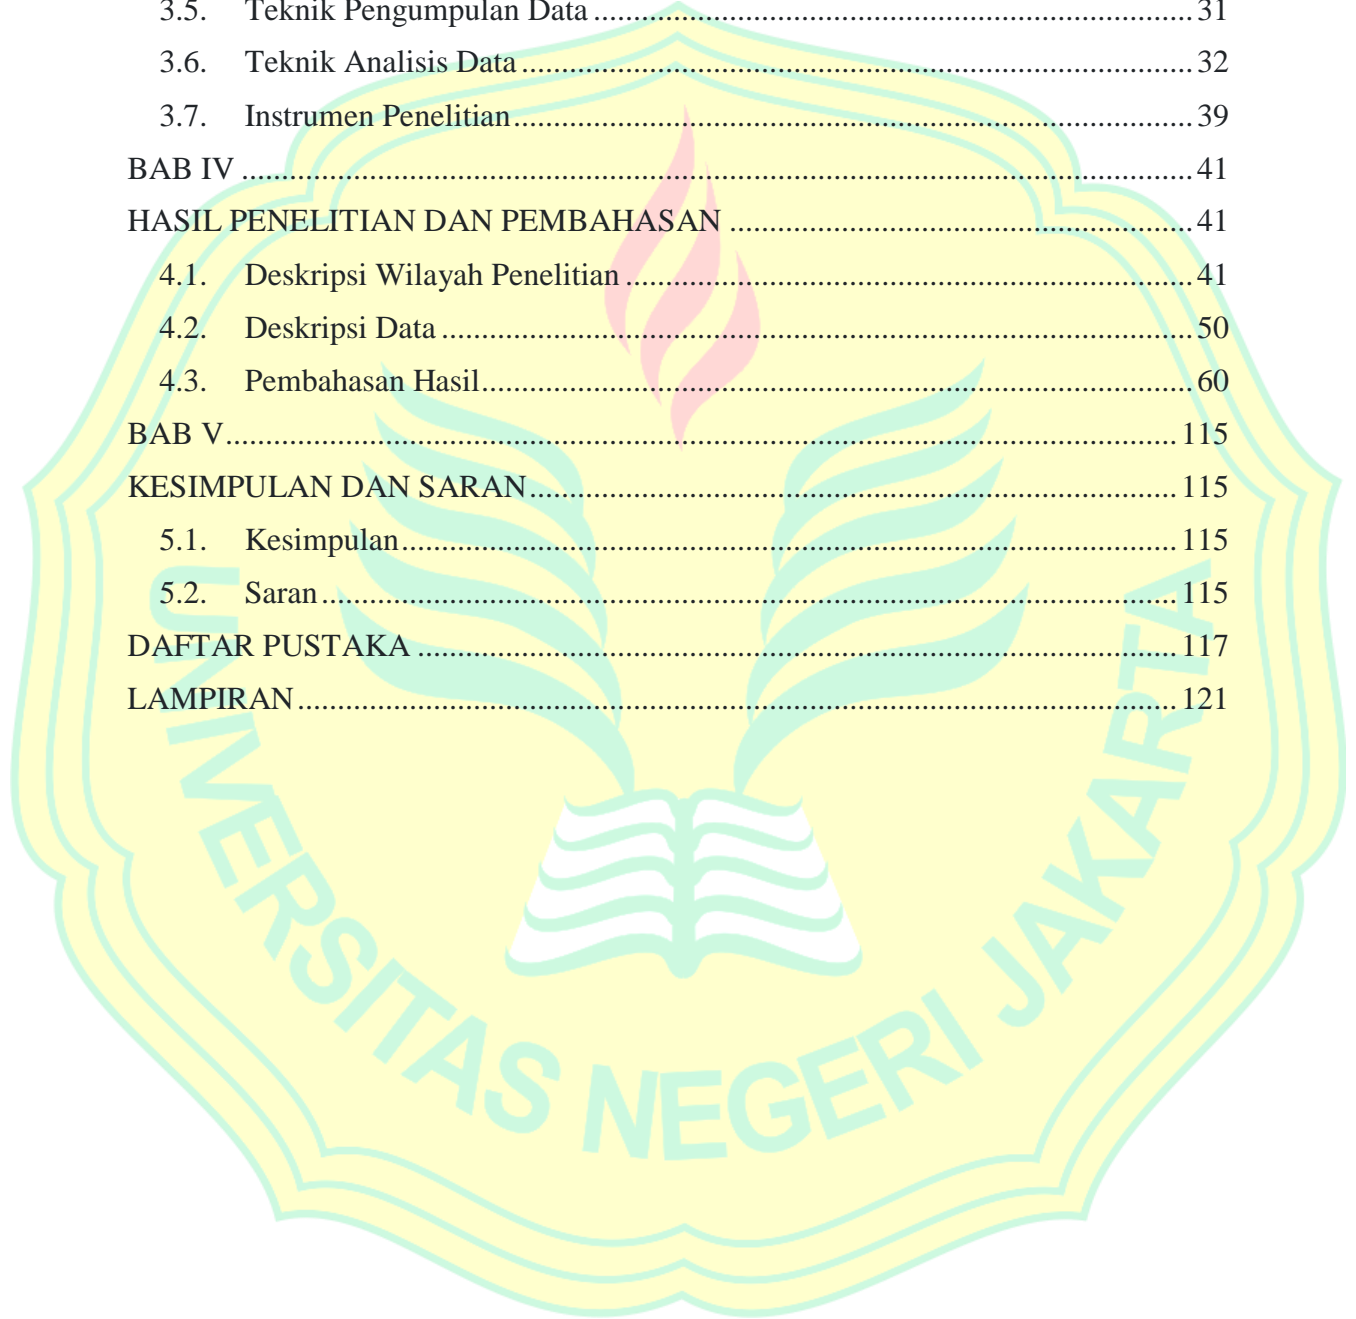 3.5. Teknik Pengumpulan Data ........................................ 31
3.6. Teknik Analisis Data ........................................ 32
3.7. Instrumen Penelitian ........................................ 39
BAB IV ........................................ 41
HASIL PENELITIAN DAN PEMBAHASAN ........................................ 41
4.1. Deskripsi Wilayah Penelitian ........................................ 41
4.2. Deskripsi Data ........................................ 50
4.3. Pembahasan Hasil ........................................ 60
BAB V ........................................ 115
KESIMPULAN DAN SARAN ........................................ 115
5.1. Kesimpulan ........................................ 115
5.2. Saran ........................................ 115
DAFTAR PUSTAKA ........................................ 117
LAMPIRAN ........................................ 121
UNIVERSITAS NEGERI JAKARTA